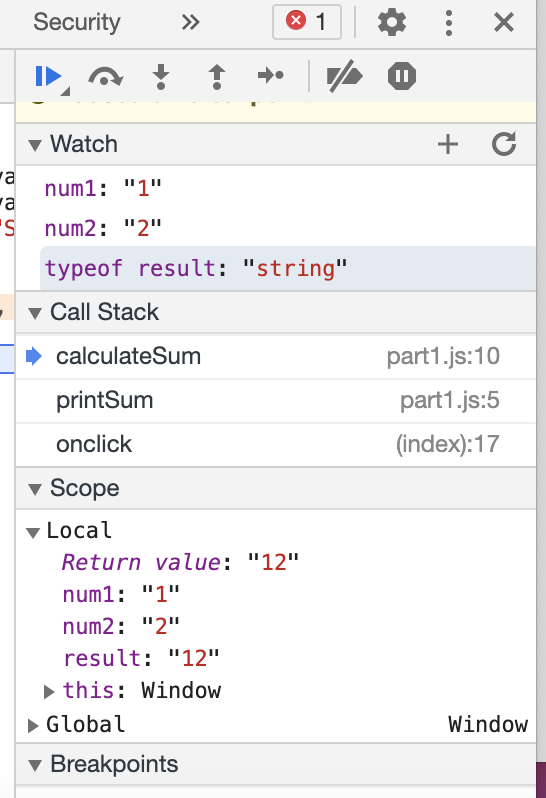 Security
1
Watch
num1: "1"
num2: "2"
typeof result: "string"
Call Stack
calculateSum part1.js:10
printSum part1.js:5
onclick (index):17
Scope
Local
Return value: "12"
num1: "1"
num2: "2"
result: "12"
this: Window
Global Window
Breakpoints